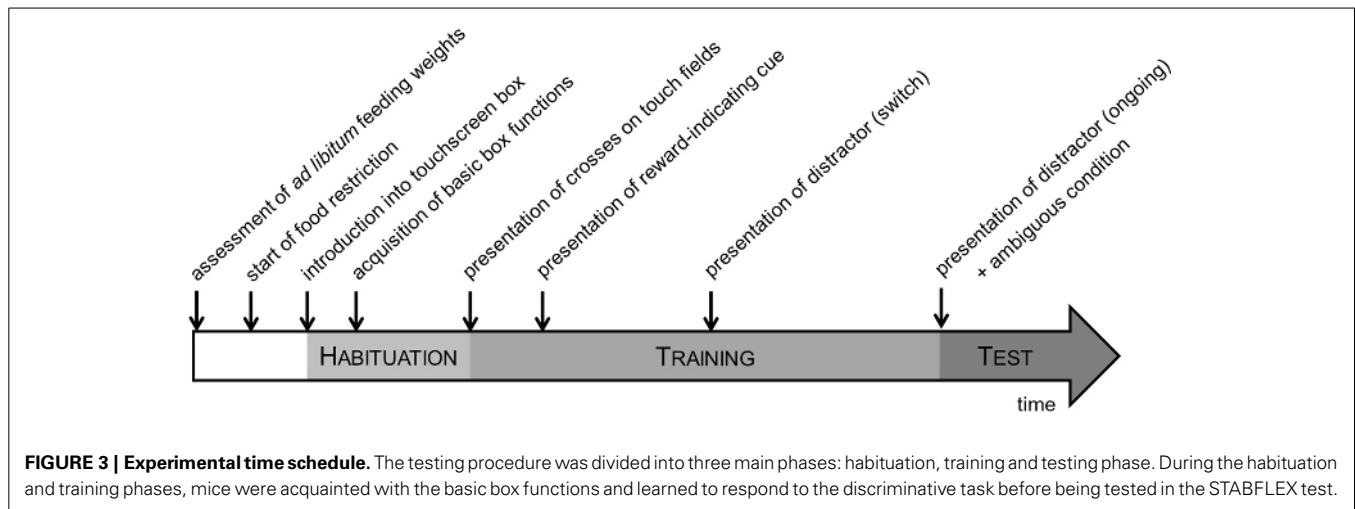 assessment of ad libitum feeding weights
start of food restriction
introduction into touchscreen box
acquisition of basic box functions
presentation of crosses on touch fields
presentation of reward-indicating cue
presentation of distractor (switch)
presentation of distractor (ongoing)
+ ambiguous condition
HABITUATION
TRAINING
TEST
time
FIGURE 3 | Experimental time schedule. The testing procedure was divided into three main phases: habituation, training and testing phase. During the habituation
and training phases, mice were acquainted with the basic box functions and learned to respond to the discriminative task before being tested in the STABFLEX test.